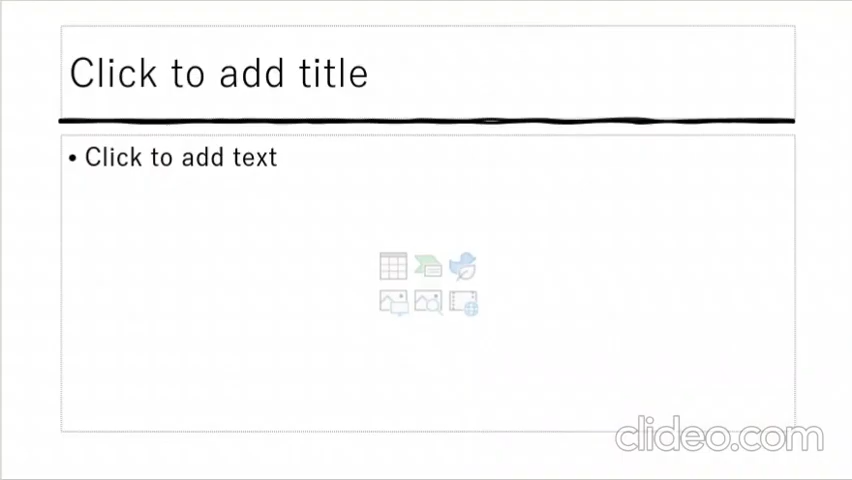 Click to add title
• Click to add text
clideo.com